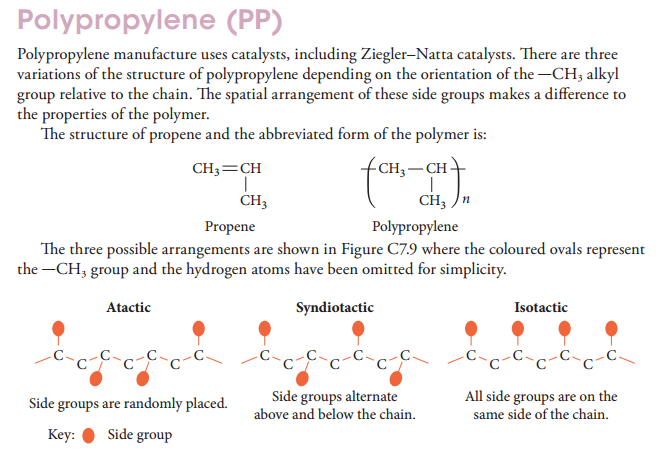 Polypropylene (PP)
Polypropylene manufacture uses catalysts, including Ziegler–Natta catalysts. There are three
variations of the structure of polypropylene depending on the orientation of the —CH₃ alkyl
group relative to the chain. The spatial arrangement of these side groups makes a difference to
the properties of the polymer.
The structure of propene and the abbreviated form of the polymer is:
CH₃=CH
CH₃
Propene
CH₃—CH
CH₃ n
Polypropylene
The three possible arrangements are shown in Figure C7.9 where the coloured ovals represent
the —CH₃ group and the hydrogen atoms have been omitted for simplicity.
Atactic
C C C C C C C
Side groups are randomly placed.
Syndiotactic
C C C C C C C
Side groups alternate
above and below the chain.
Isotactic
C C C C C C C
All side groups are on the
same side of the chain.
Key: Side group